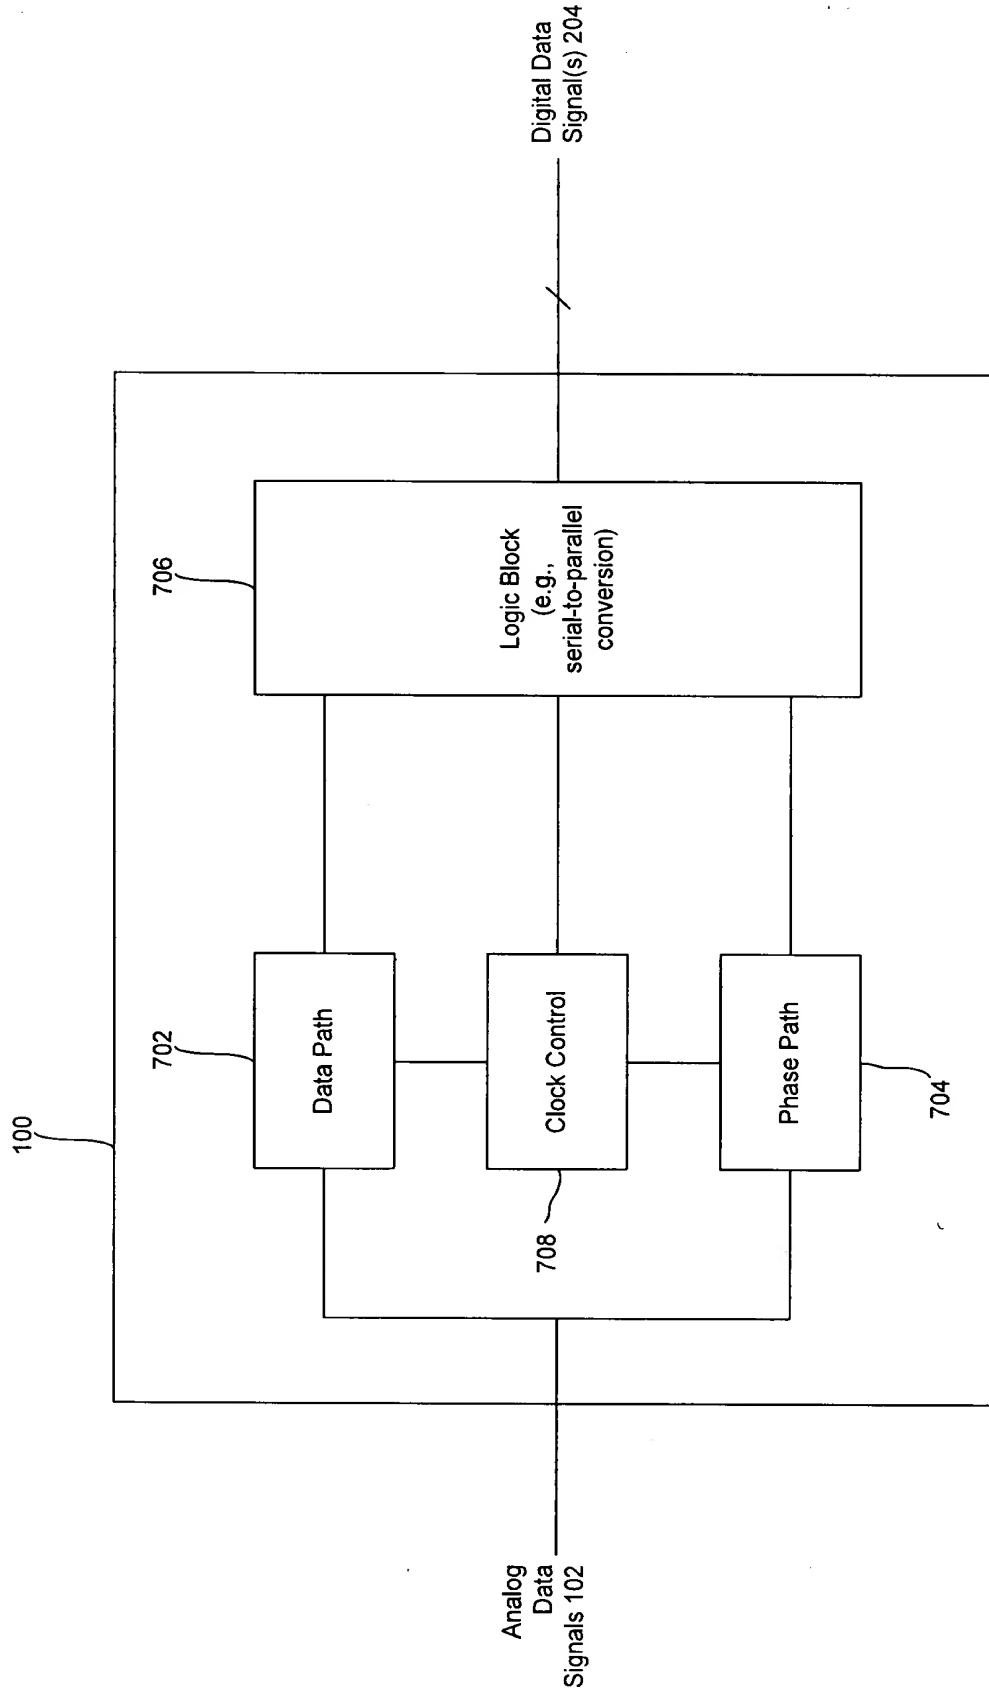 100
702
Data Path
708
Clock Control
704
Phase Path
706
Logic Block
(e.g.,
serial-to-parallel
conversion)
Analog
Data
Signals 102
Digital Data
Signal(s) 204